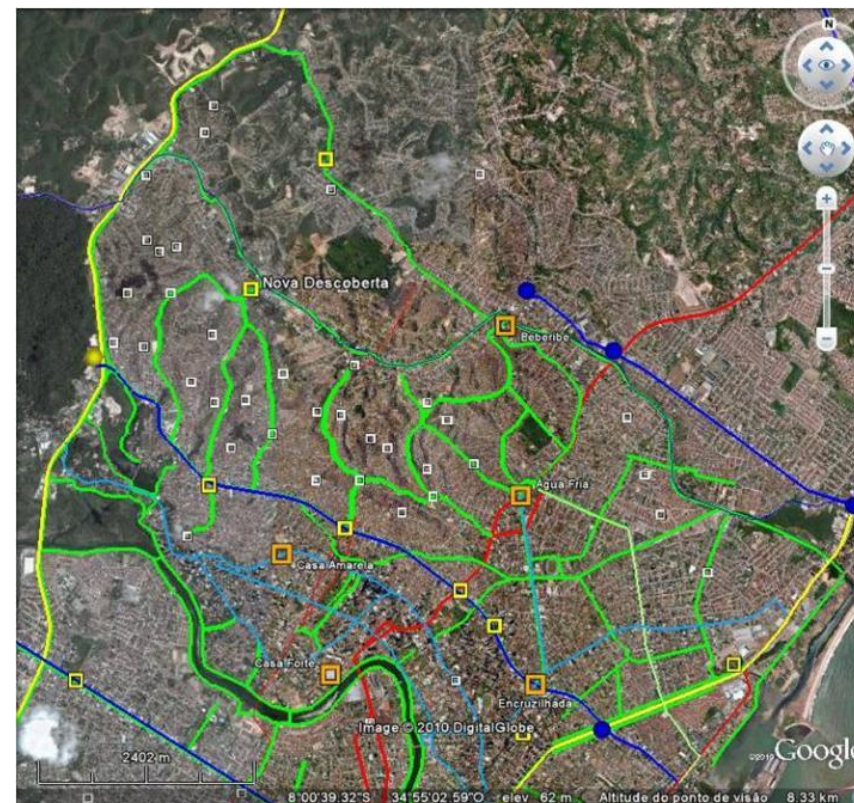 N
Nova Descoberta
Beberibe
Agua Fria
Casa Amarela
Casa Forte
Encruzilhada
Image © 2010 DigitalGlobe
©2010 Google
2402 m
8°00'39.32"S 34°55'02.59"O relev 62 m Altitude do ponto de visão 8.33 km